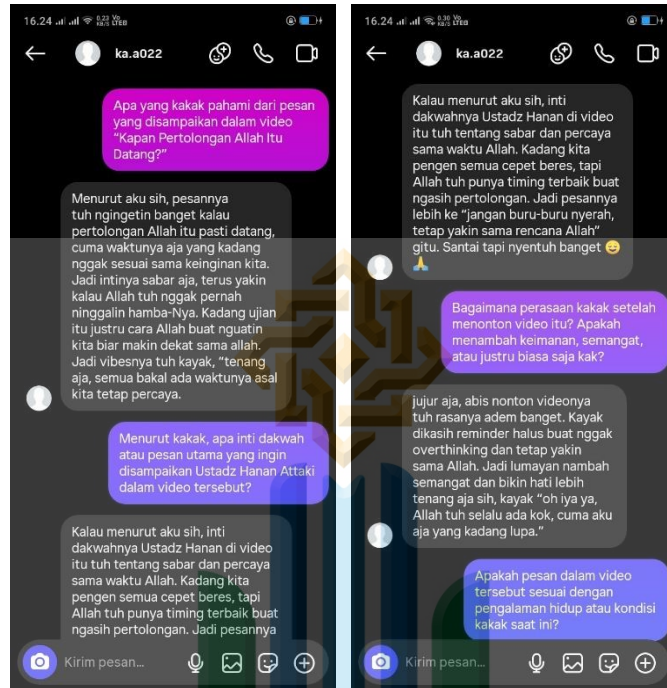 16.24
0,23 KB/S
Vo LTE
ka.a022
Apa yang kakak pahami dari pesan
yang disampaikan dalam video
“Kapan Pertolongan Allah Itu
Datang?”
Menurut aku sih, pesannya
tuh ngingetin banget kalau
pertolongan Allah itu pasti datang,
cuma waktunya aja yang kadang
nggak sesuai sama keinginan kita.
Jadi intinya sabar aja, terus yakin
kalau Allah tuh nggak pernah
ninggalin hamba-Nya. Kadang ujian
itu justru cara Allah buat nguatin
kita biar makin dekat sama allah.
Jadi vibesnya tuh kayak, “tenang
aja, semua bakal ada waktunya asal
kita tetap percaya.
Menurut kakak, apa inti dakwah
atau pesan utama yang ingin
disampaikan Ustadz Hanan Attaki
dalam video tersebut?
Kalau menurut aku sih, inti
dakwahnya Ustadz Hanan di video
itu tuh tentang sabar dan percaya
sama waktu Allah. Kadang kita
pengen semua cepet beres, tapi
Allah tuh punya timing terbaik buat
ngasih pertolongan. Jadi pesannya
Kirim pesan...
16.24
0,30 KB/S
Vo LTE
ka.a022
Kalau menurut aku sih, inti
dakwahnya Ustadz Hanan di video
itu tuh tentang sabar dan percaya
sama waktu Allah. Kadang kita
pengen semua cepet beres, tapi
Allah tuh punya timing terbaik buat
ngasih pertolongan. Jadi pesannya
lebih ke “jangan buru-buru nyerah,
tetap yakin sama rencana Allah”
gitu. Santai tapi nyentuh banget 😄
🙏
Bagaimana perasaan kakak setelah
menonton video itu? Apakah
menambah keimanan, semangat,
atau justru biasa saja kak?
jujur aja, abis nonton videonya
tuh rasanya adem banget. Kayak
dikasih reminder halus buat nggak
overthinking dan tetap yakin
sama Allah. Jadi lumayan nambah
semangat dan bikin hati lebih
tenang aja sih, kayak “oh iya ya,
Allah tuh selalu ada kok, cuma aku
aja yang kadang lupa.”
Apakah pesan dalam video
tersebut sesuai dengan
pengalaman hidup atau kondisi
kakak saat ini?
Kirim pesan...